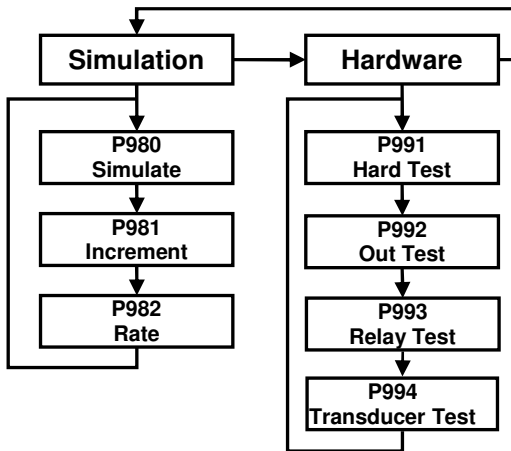 Simulation
Hardware
P980
Simulate
P981
Increment
P982
Rate
P991
Hard Test
P992
Out Test
P993
Relay Test
P994
Transducer Test